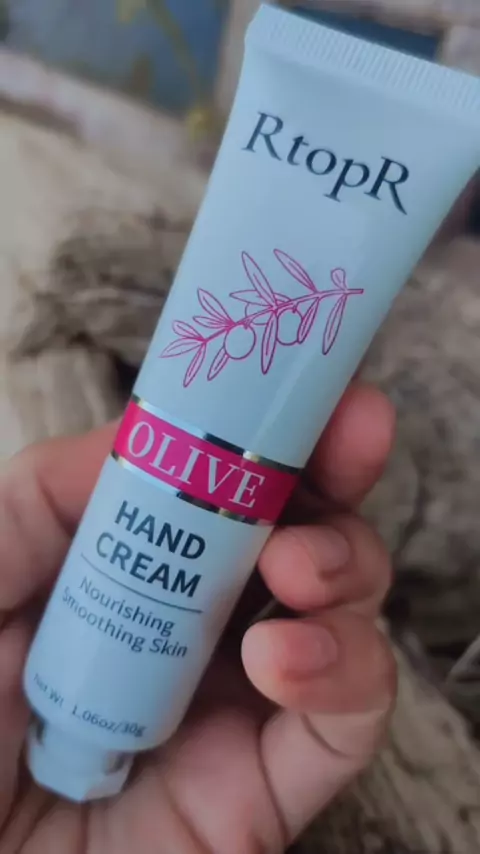 RtopR
OLIVE
HAND
CREAM
Nourishing
Smoothing Skin
Net Wt. 1.06oz/30g